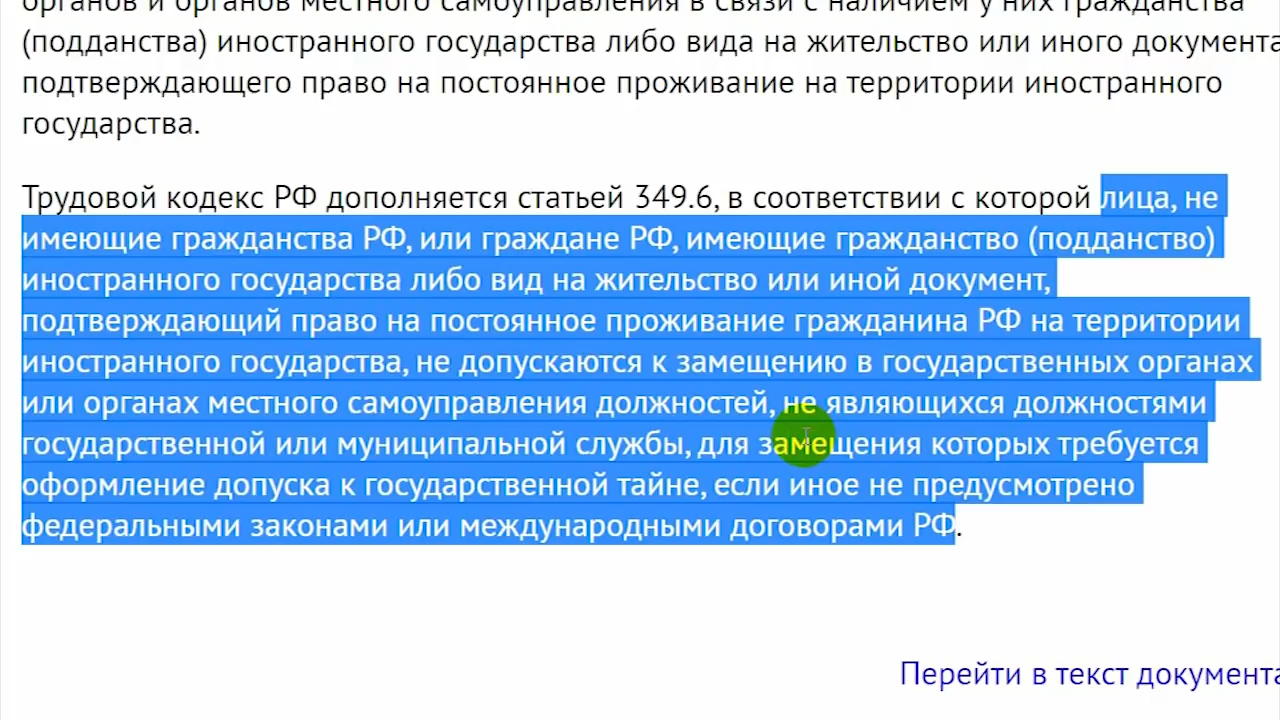 органов и органов местного самоуправления в связи с наличием у них гражданства
(подданства) иностранного государства либо вида на жительство или иного документа
подтверждающего право на постоянное проживание на территории иностранного
государства.
Трудовой кодекс РФ дополняется статьей 349.6, в соответствии с которой лица, не
имеющие гражданства РФ, или граждане РФ, имеющие гражданство (подданство)
иностранного государства либо вид на жительство или иной документ,
подтверждающий право на постоянное проживание гражданина РФ на территории
иностранного государства, не допускаются к замещению в государственных органах
или органах местного самоуправления должностей, не являющихся должностями
государственной или муниципальной службы, для замещения которых требуется
оформление допуска к государственной тайне, если иное не предусмотрено
федеральными законами или международными договорами РФ.
Перейти в текст документа